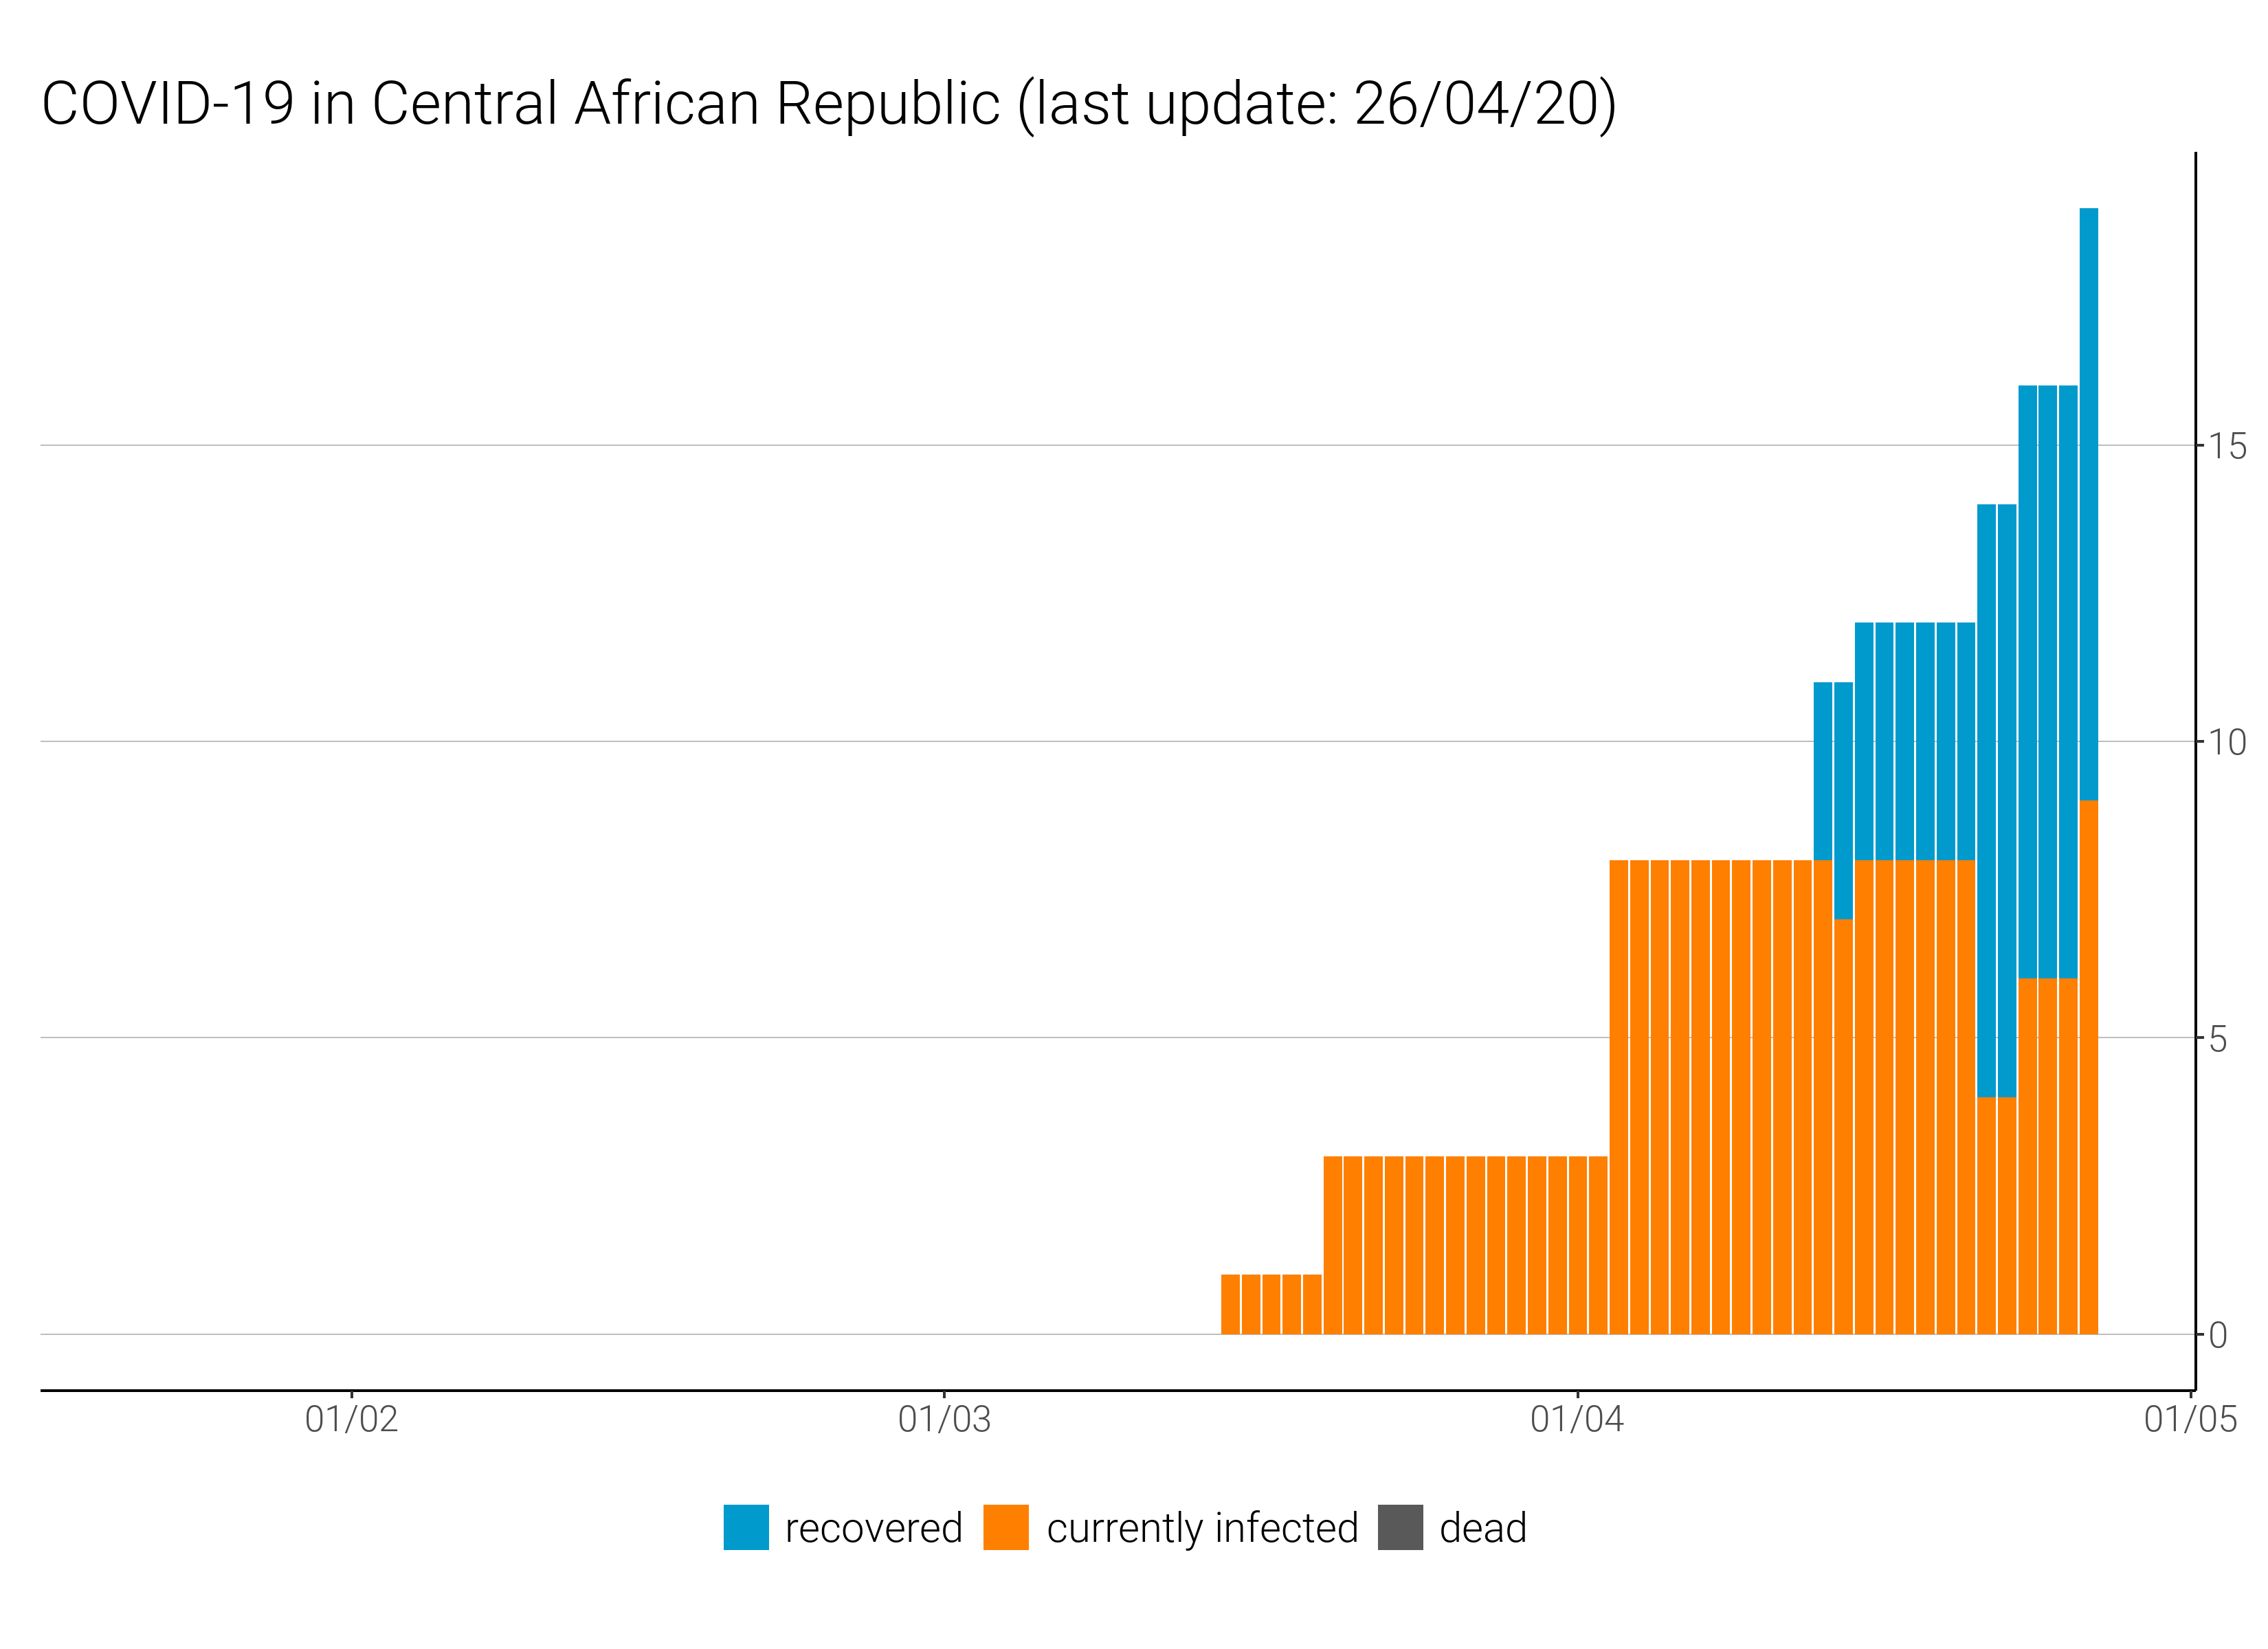 COVID-19 in Central African Republic (last update: 26/04/20)
15
10
5
0
01/02 01/03 01/04 01/05
recovered currently infected dead